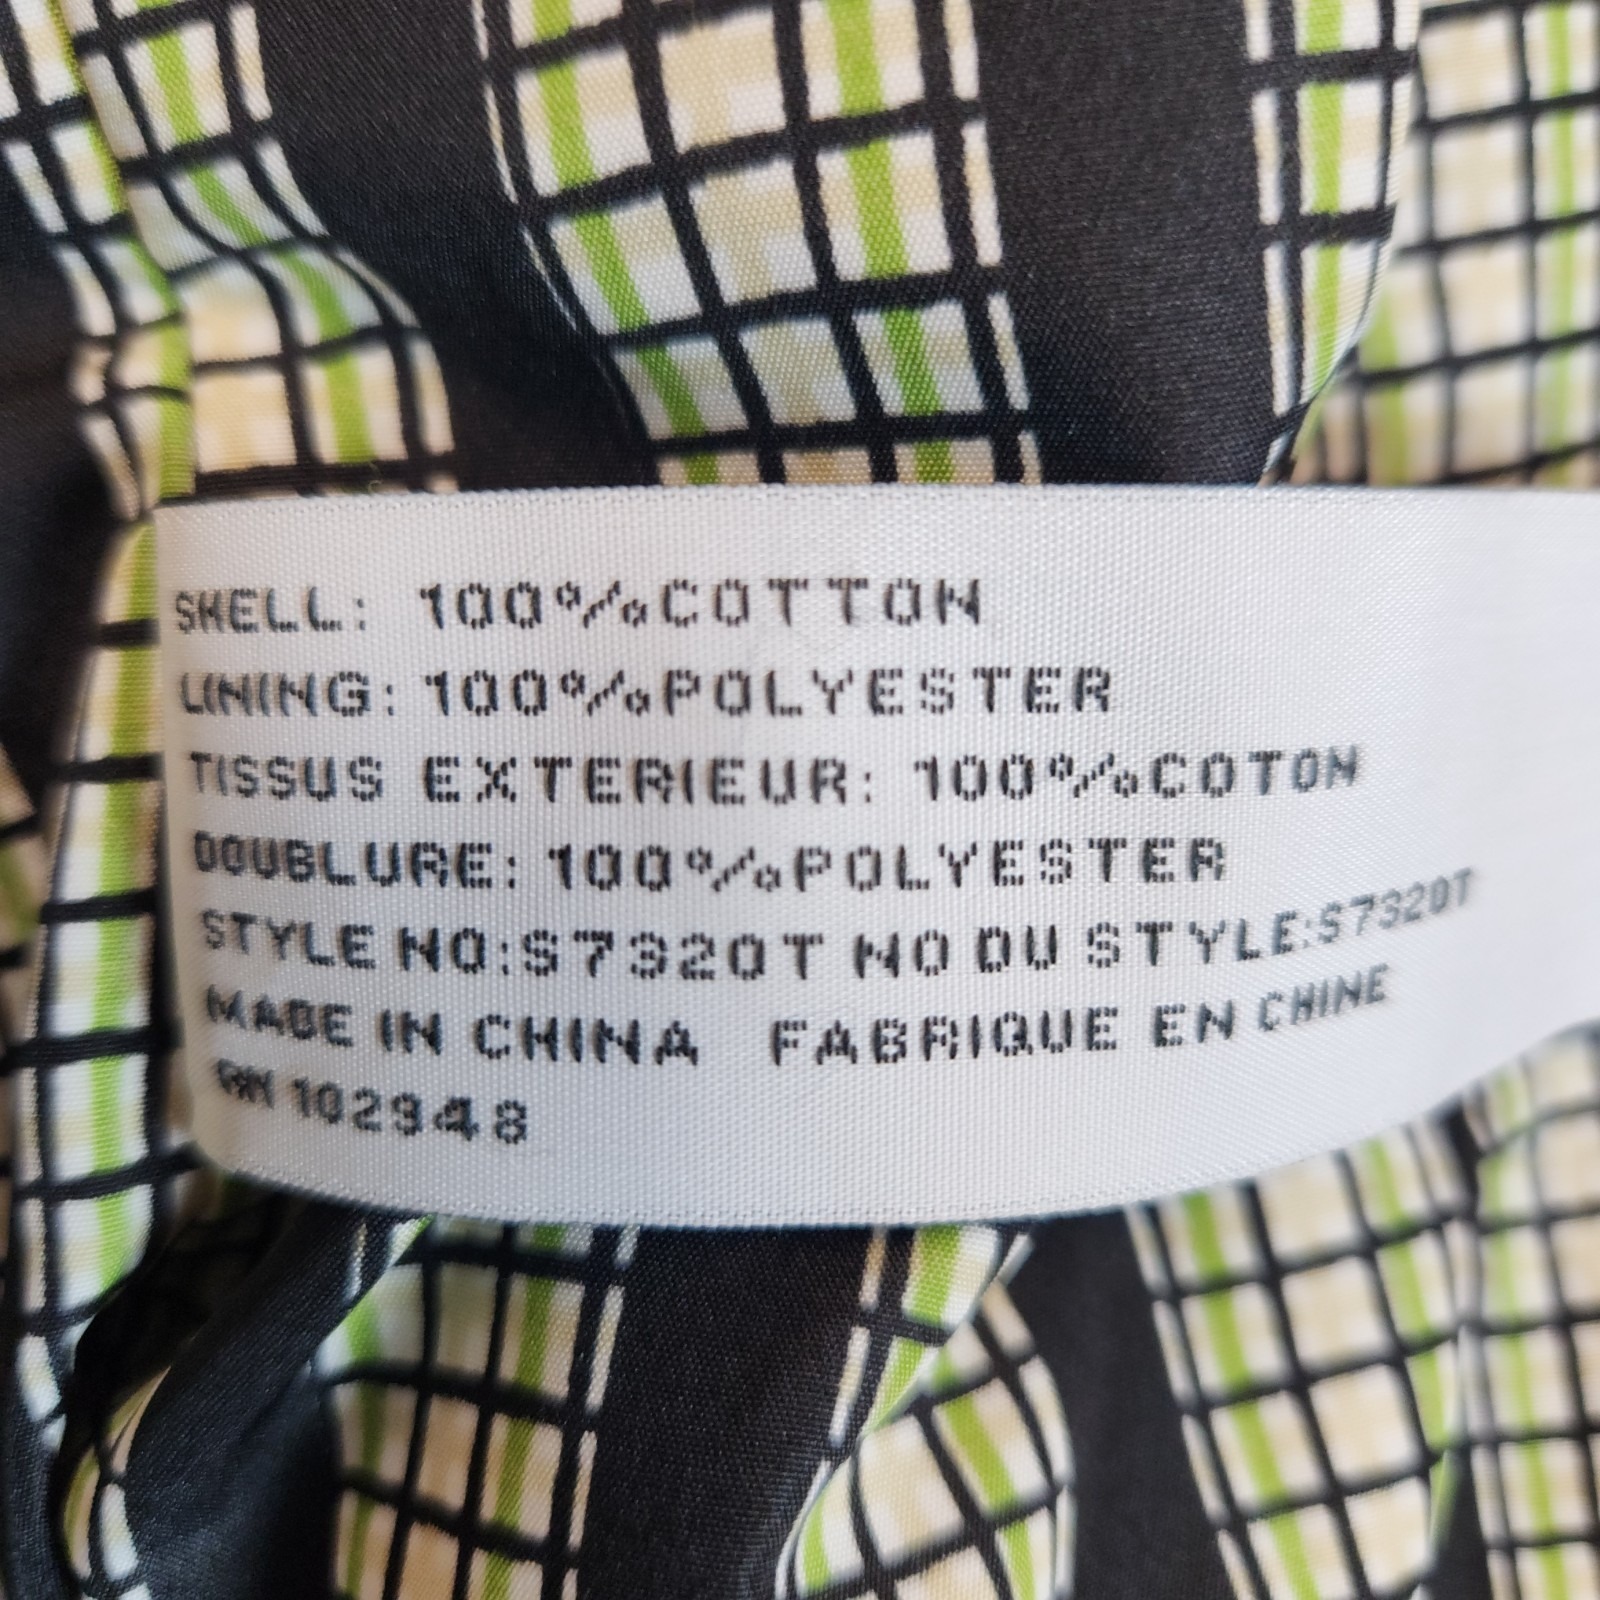 SHELL: 100%COTTON
LINING: 100%POLYESTER
TISSUS EXTERIEUR: 100%COTON
DOUBLURE: 100%POLYESTER
STYLE NO:S7320T NO DU STYLE:S7320T
MADE IN CHINA FABRIQUE EN CHINE
RN 102948